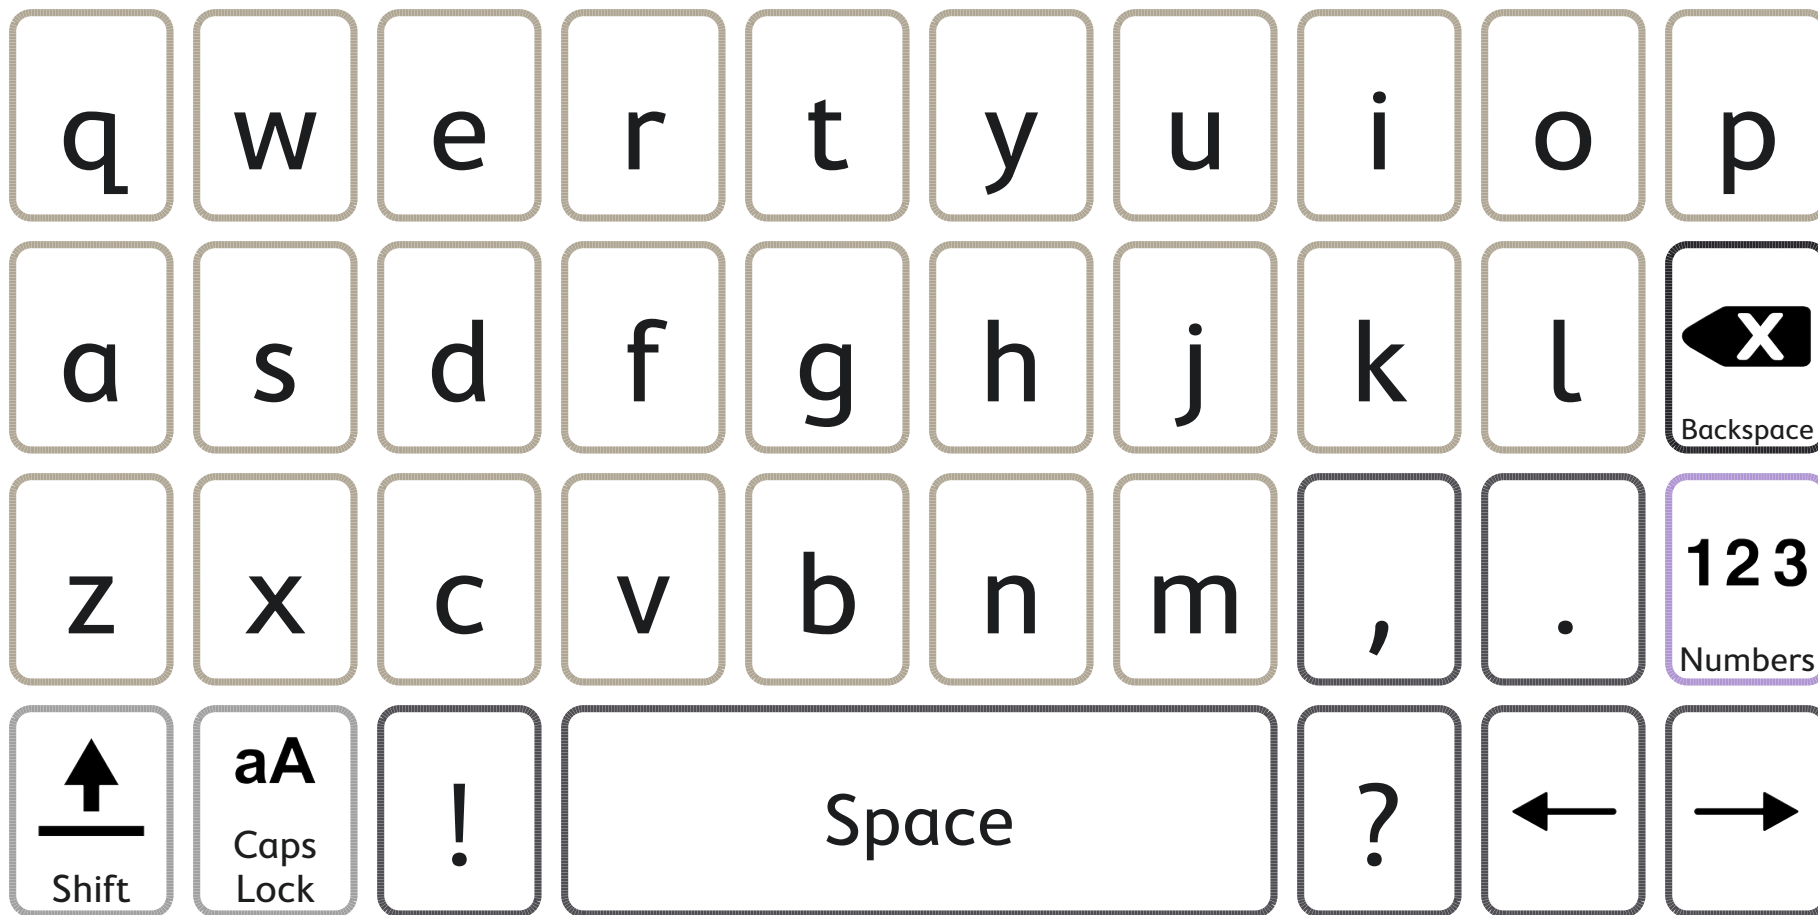 q w e r t y u i o p
a s d f g h j k l X
Backspace
z x c v b n m , . 123
Numbers
aA ! Space ?
Caps
Shift Lock